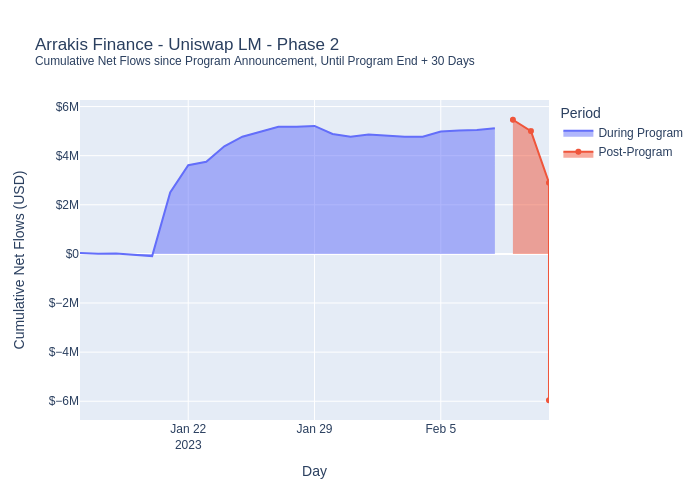 Arrakis Finance - Uniswap LM - Phase 2
Cumulative Net Flows since Program Announcement, Until Program End + 30 Days
Period
During Program
Post-Program
Cumulative Net Flows (USD)
$6M
$4M
$2M
$0
$−2M
$−4M
$−6M
Jan 22
2023
Jan 29
Feb 5
Day